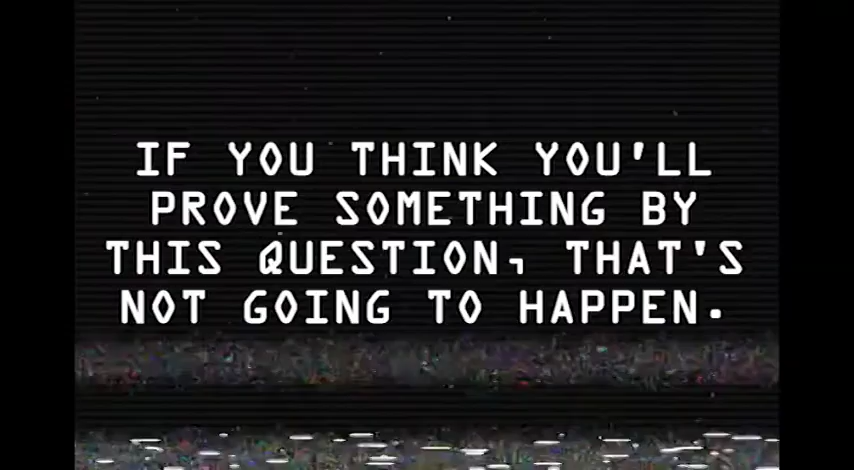 IF YOU THINK YOU'LL
PROVE SOMETHING BY
THIS QUESTION, THAT'S
NOT GOING TO HAPPEN.